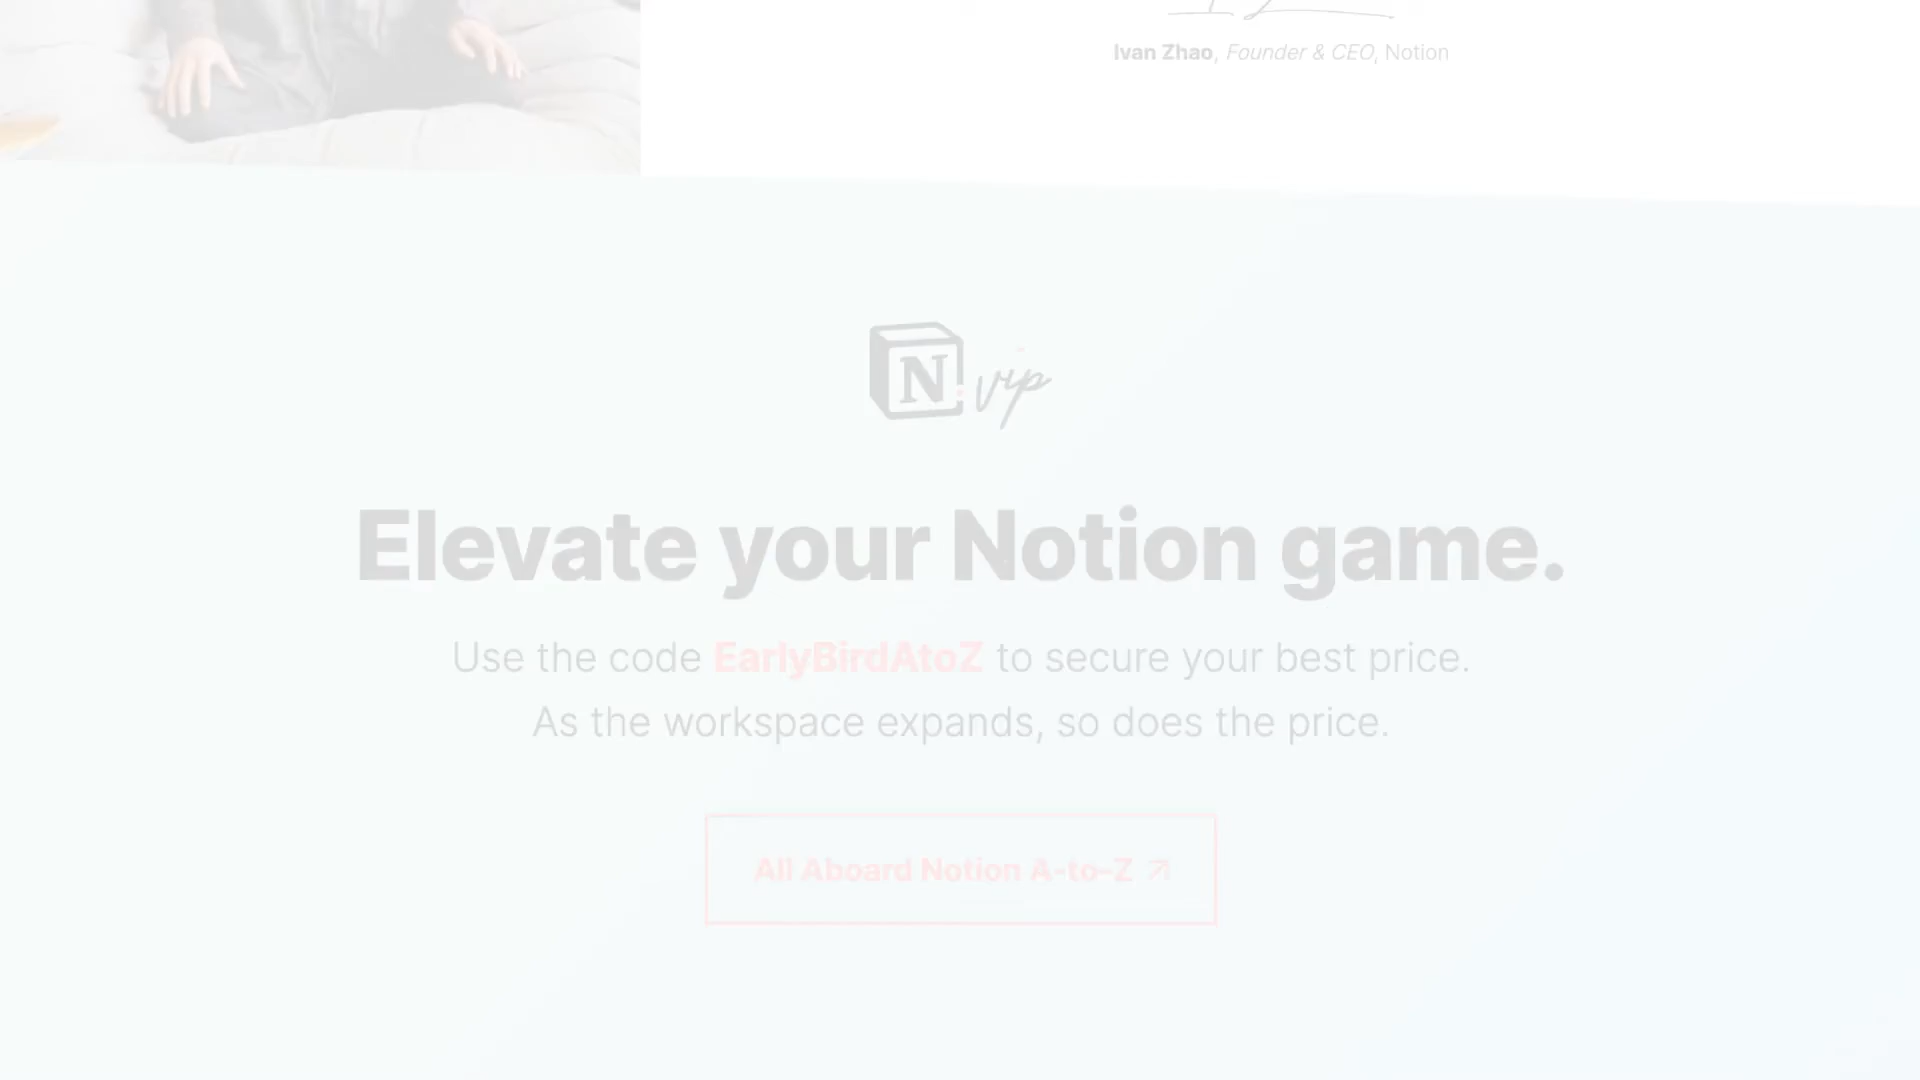 Ivan Zhao, Founder & CEO, Notion
N vip
Elevate your Notion game.
Use the code EarlyBirdAtoZ to secure your best price.
As the workspace expands, so does the price.
All Aboard Notion A-to-Z ↗